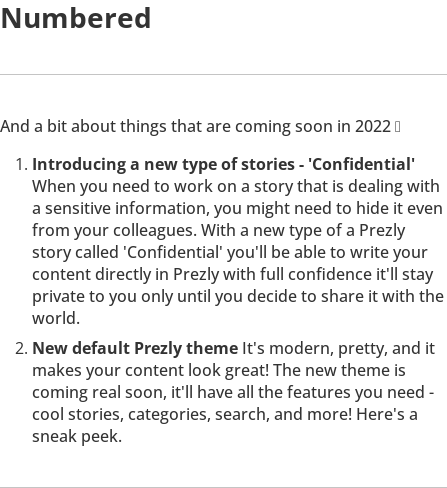 Numbered
And a bit about things that are coming soon in 2022
1. Introducing a new type of stories - 'Confidential'
When you need to work on a story that is dealing with
a sensitive information, you might need to hide it even
from your colleagues. With a new type of a Prezly
story called 'Confidential' you'll be able to write your
content directly in Prezly with full confidence it'll stay
private to you only until you decide to share it with the
world.
2. New default Prezly theme It's modern, pretty, and it
makes your content look great! The new theme is
coming real soon, it'll have all the features you need -
cool stories, categories, search, and more! Here's a
sneak peek.